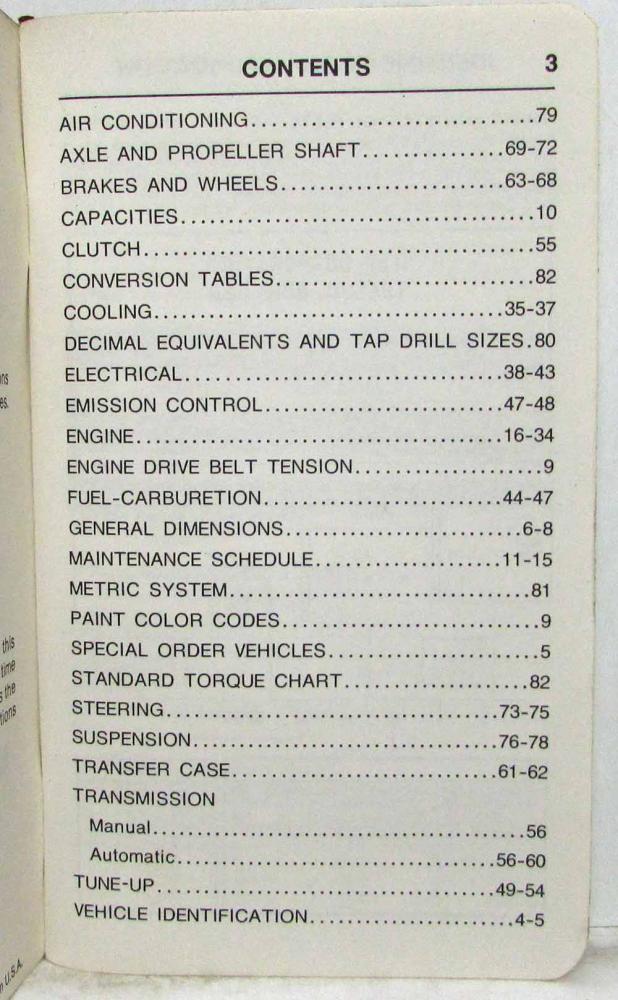 CONTENTS 3
AIR CONDITIONING..............................79
AXLE AND PROPELLER SHAFT...............69-72
BRAKES AND WHEELS........................63-68
CAPACITIES......................................10
CLUTCH..........................................55
CONVERSION TABLES...........................82
COOLING.....................................35-37
DECIMAL EQUIVALENTS AND TAP DRILL SIZES.80
ELECTRICAL..................................38-43
EMISSION CONTROL..........................47-48
ENGINE.......................................16-34
ENGINE DRIVE BELT TENSION....................9
FUEL-CARBURETION..........................44-47
GENERAL DIMENSIONS.........................6-8
MAINTENANCE SCHEDULE....................11-15
METRIC SYSTEM................................81
PAINT COLOR CODES............................9
SPECIAL ORDER VEHICLES.......................5
STANDARD TORQUE CHART....................82
STEERING....................................73-75
SUSPENSION.................................76-78
TRANSFER CASE.............................61-62
TRANSMISSION
Manual........................................56
Automatic..................................56-60
TUNE-UP.....................................49-54
VEHICLE IDENTIFICATION......................4-5
this
time
s the
tions
U.S.A.